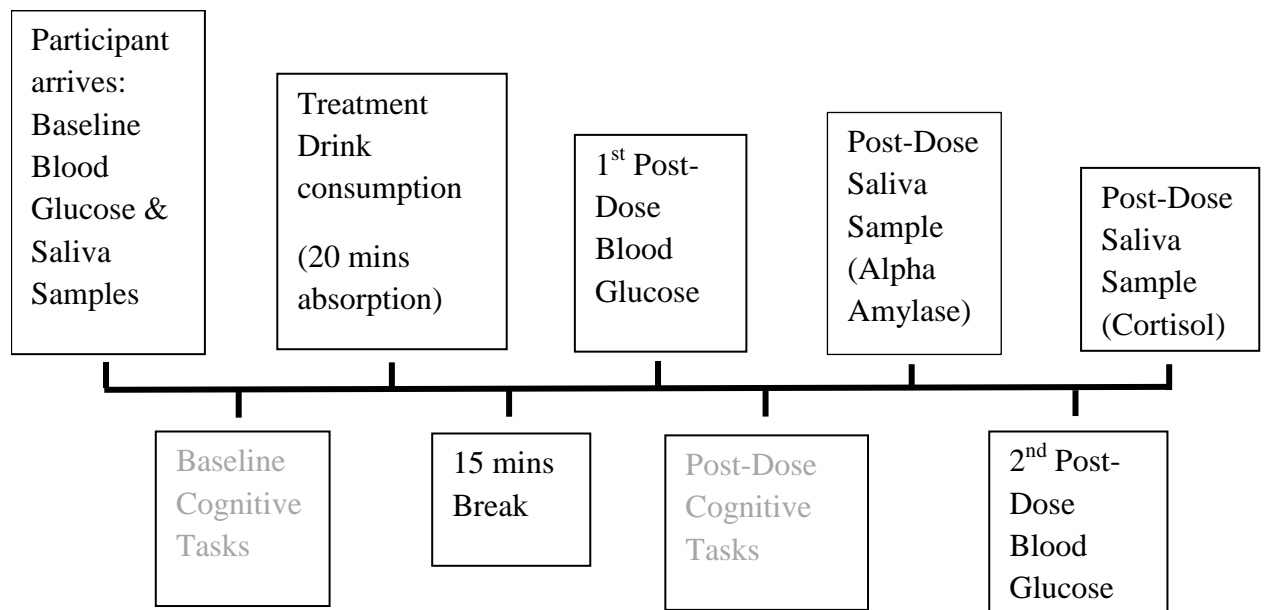 Participant
arrives:
Baseline
Blood
Glucose &
Saliva
Samples
Treatment
Drink
consumption
(20 mins
absorption)
1st Post-
Dose
Blood
Glucose
Post-Dose
Saliva
Sample
(Alpha
Amylase)
Post-Dose
Saliva
Sample
(Cortisol)
Baseline
Cognitive
Tasks
15 mins
Break
Post-Dose
Cognitive
Tasks
2nd Post-
Dose
Blood
Glucose